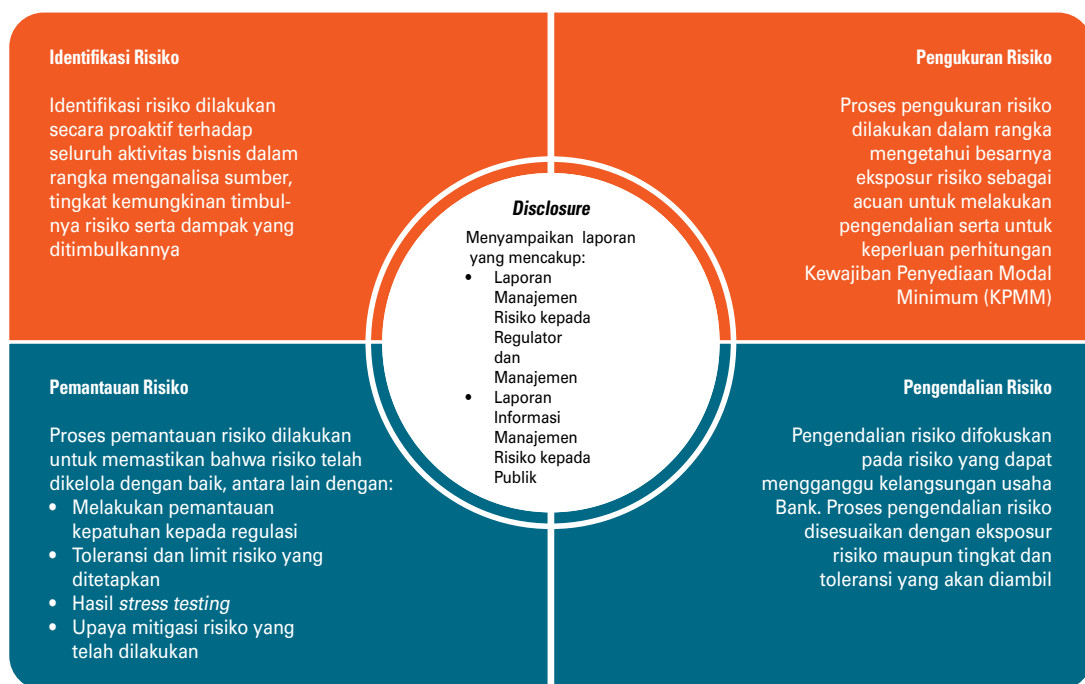 Identifikasi Risiko
Identifikasi risiko dilakukan
secara proaktif terhadap
seluruh aktivitas bisnis dalam
rangka menganalisa sumber,
tingkat kemungkinan timbul-
nya risiko serta dampak yang
ditimbulkannya
Pengukuran Risiko
Proses pengukuran risiko
dilakukan dalam rangka
mengetahui besarnya
eksposur risiko sebagai
acuan untuk melakukan
pengendalian serta untuk
keperluan perhitungan
Kewajiban Penyediaan Modal
Minimum (KPMM)
Disclosure
Menyampaikan laporan
yang mencakup:
• Laporan
Manajemen
Risiko kepada
Regulator
dan
Manajemen
• Laporan
Informasi
Manajemen
Risiko kepada
Publik
Pemantauan Risiko
Proses pemantauan risiko dilakukan
untuk memastikan bahwa risiko telah
dikelola dengan baik, antara lain dengan:
• Melakukan pemantauan
kepatuhan kepada regulasi
• Toleransi dan limit risiko yang
ditetapkan
• Hasil stress testing
• Upaya mitigasi risiko yang
telah dilakukan
Pengendalian Risiko
Pengendalian risiko difokuskan
pada risiko yang dapat
mengganggu kelangsungan usaha
Bank. Proses pengendalian risiko
disesuaikan dengan eksposur
risiko maupun tingkat dan
toleransi yang akan diambil